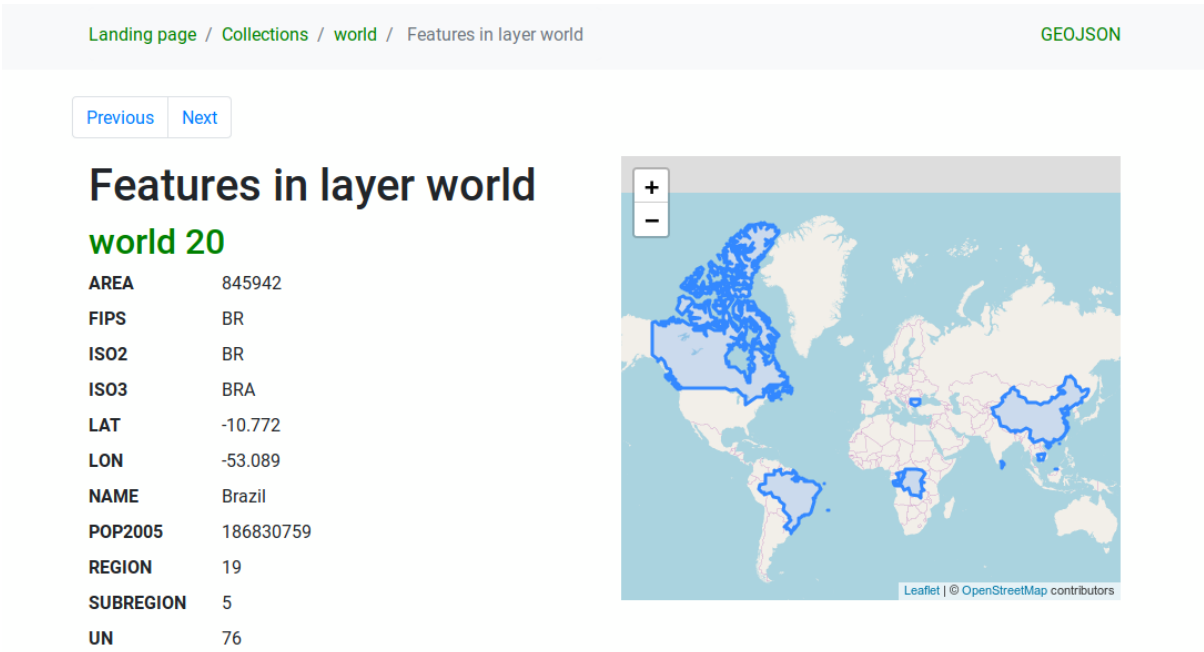 Landing page / Collections / world / Features in layer world GEOJSON
Previous Next
Features in layer world
world 20
AREA 845942
FIPS BR
ISO2 BR
ISO3 BRA
LAT -10.772
LON -53.089
NAME Brazil
POP2005 186830759
REGION 19
SUBREGION 5
UN 76
+
−
Leaflet | © OpenStreetMap contributors